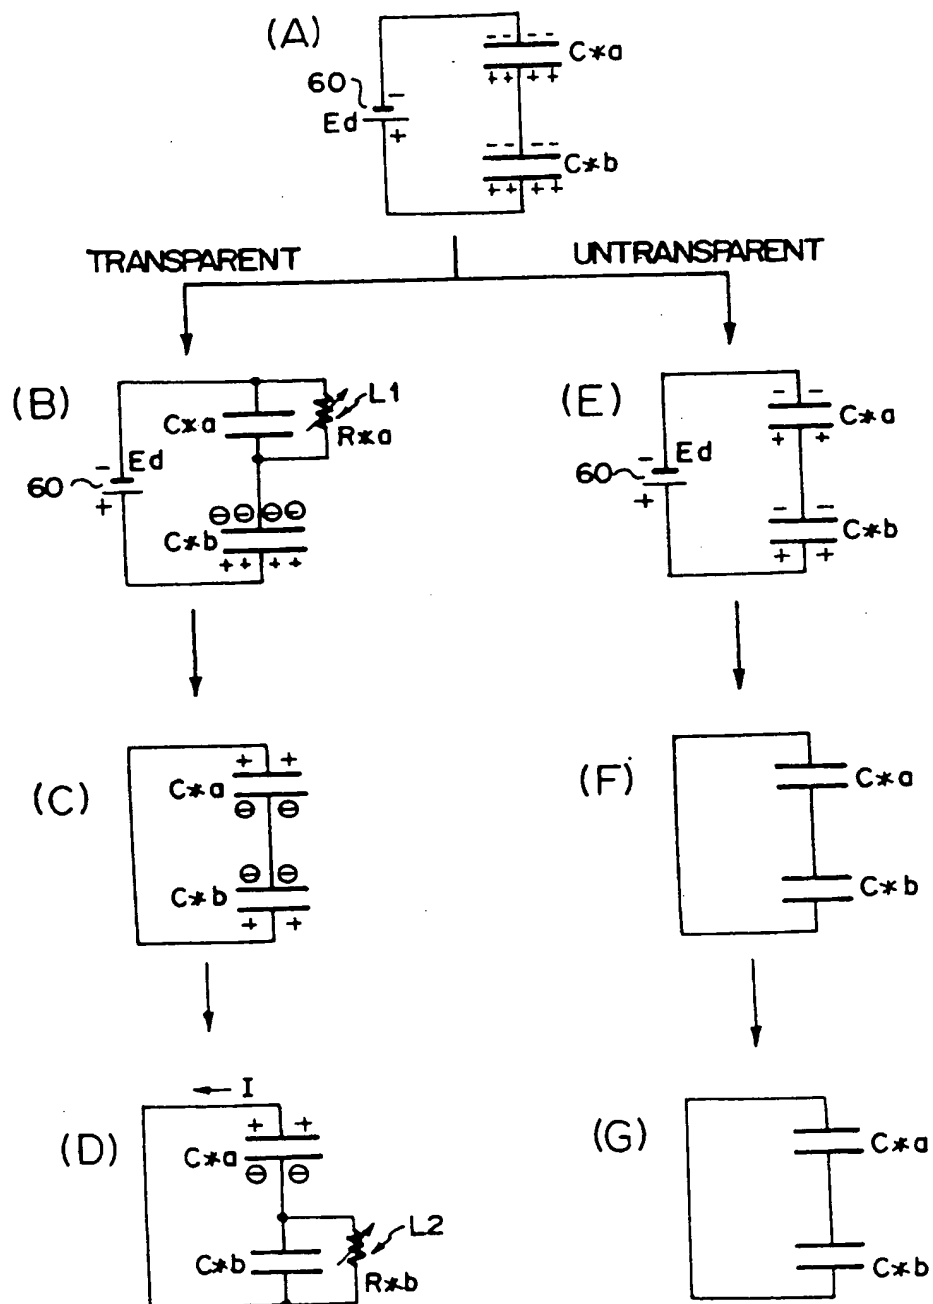 (A)
- - - -
C*a
+ + + +
60
-
Ed
+
- - - -
C*b
+ + + +
TRANSPARENT
UNTRANSPARENT
(B)
C*a
L1
R*a
- Ed
60
+
⊖ ⊖ ⊖ ⊖
C*b
+ + + +
(E)
- -
C*a
+ +
- Ed
60
+
- -
C*b
+ +
(C)
+ +
C*a
⊖ ⊖
⊖ ⊖
C*b
+ +
(F)
C*a
C*b
← I
(D)
+ +
C*a
⊖ ⊖
L2
C*b
R*b
(G)
C*a
C*b